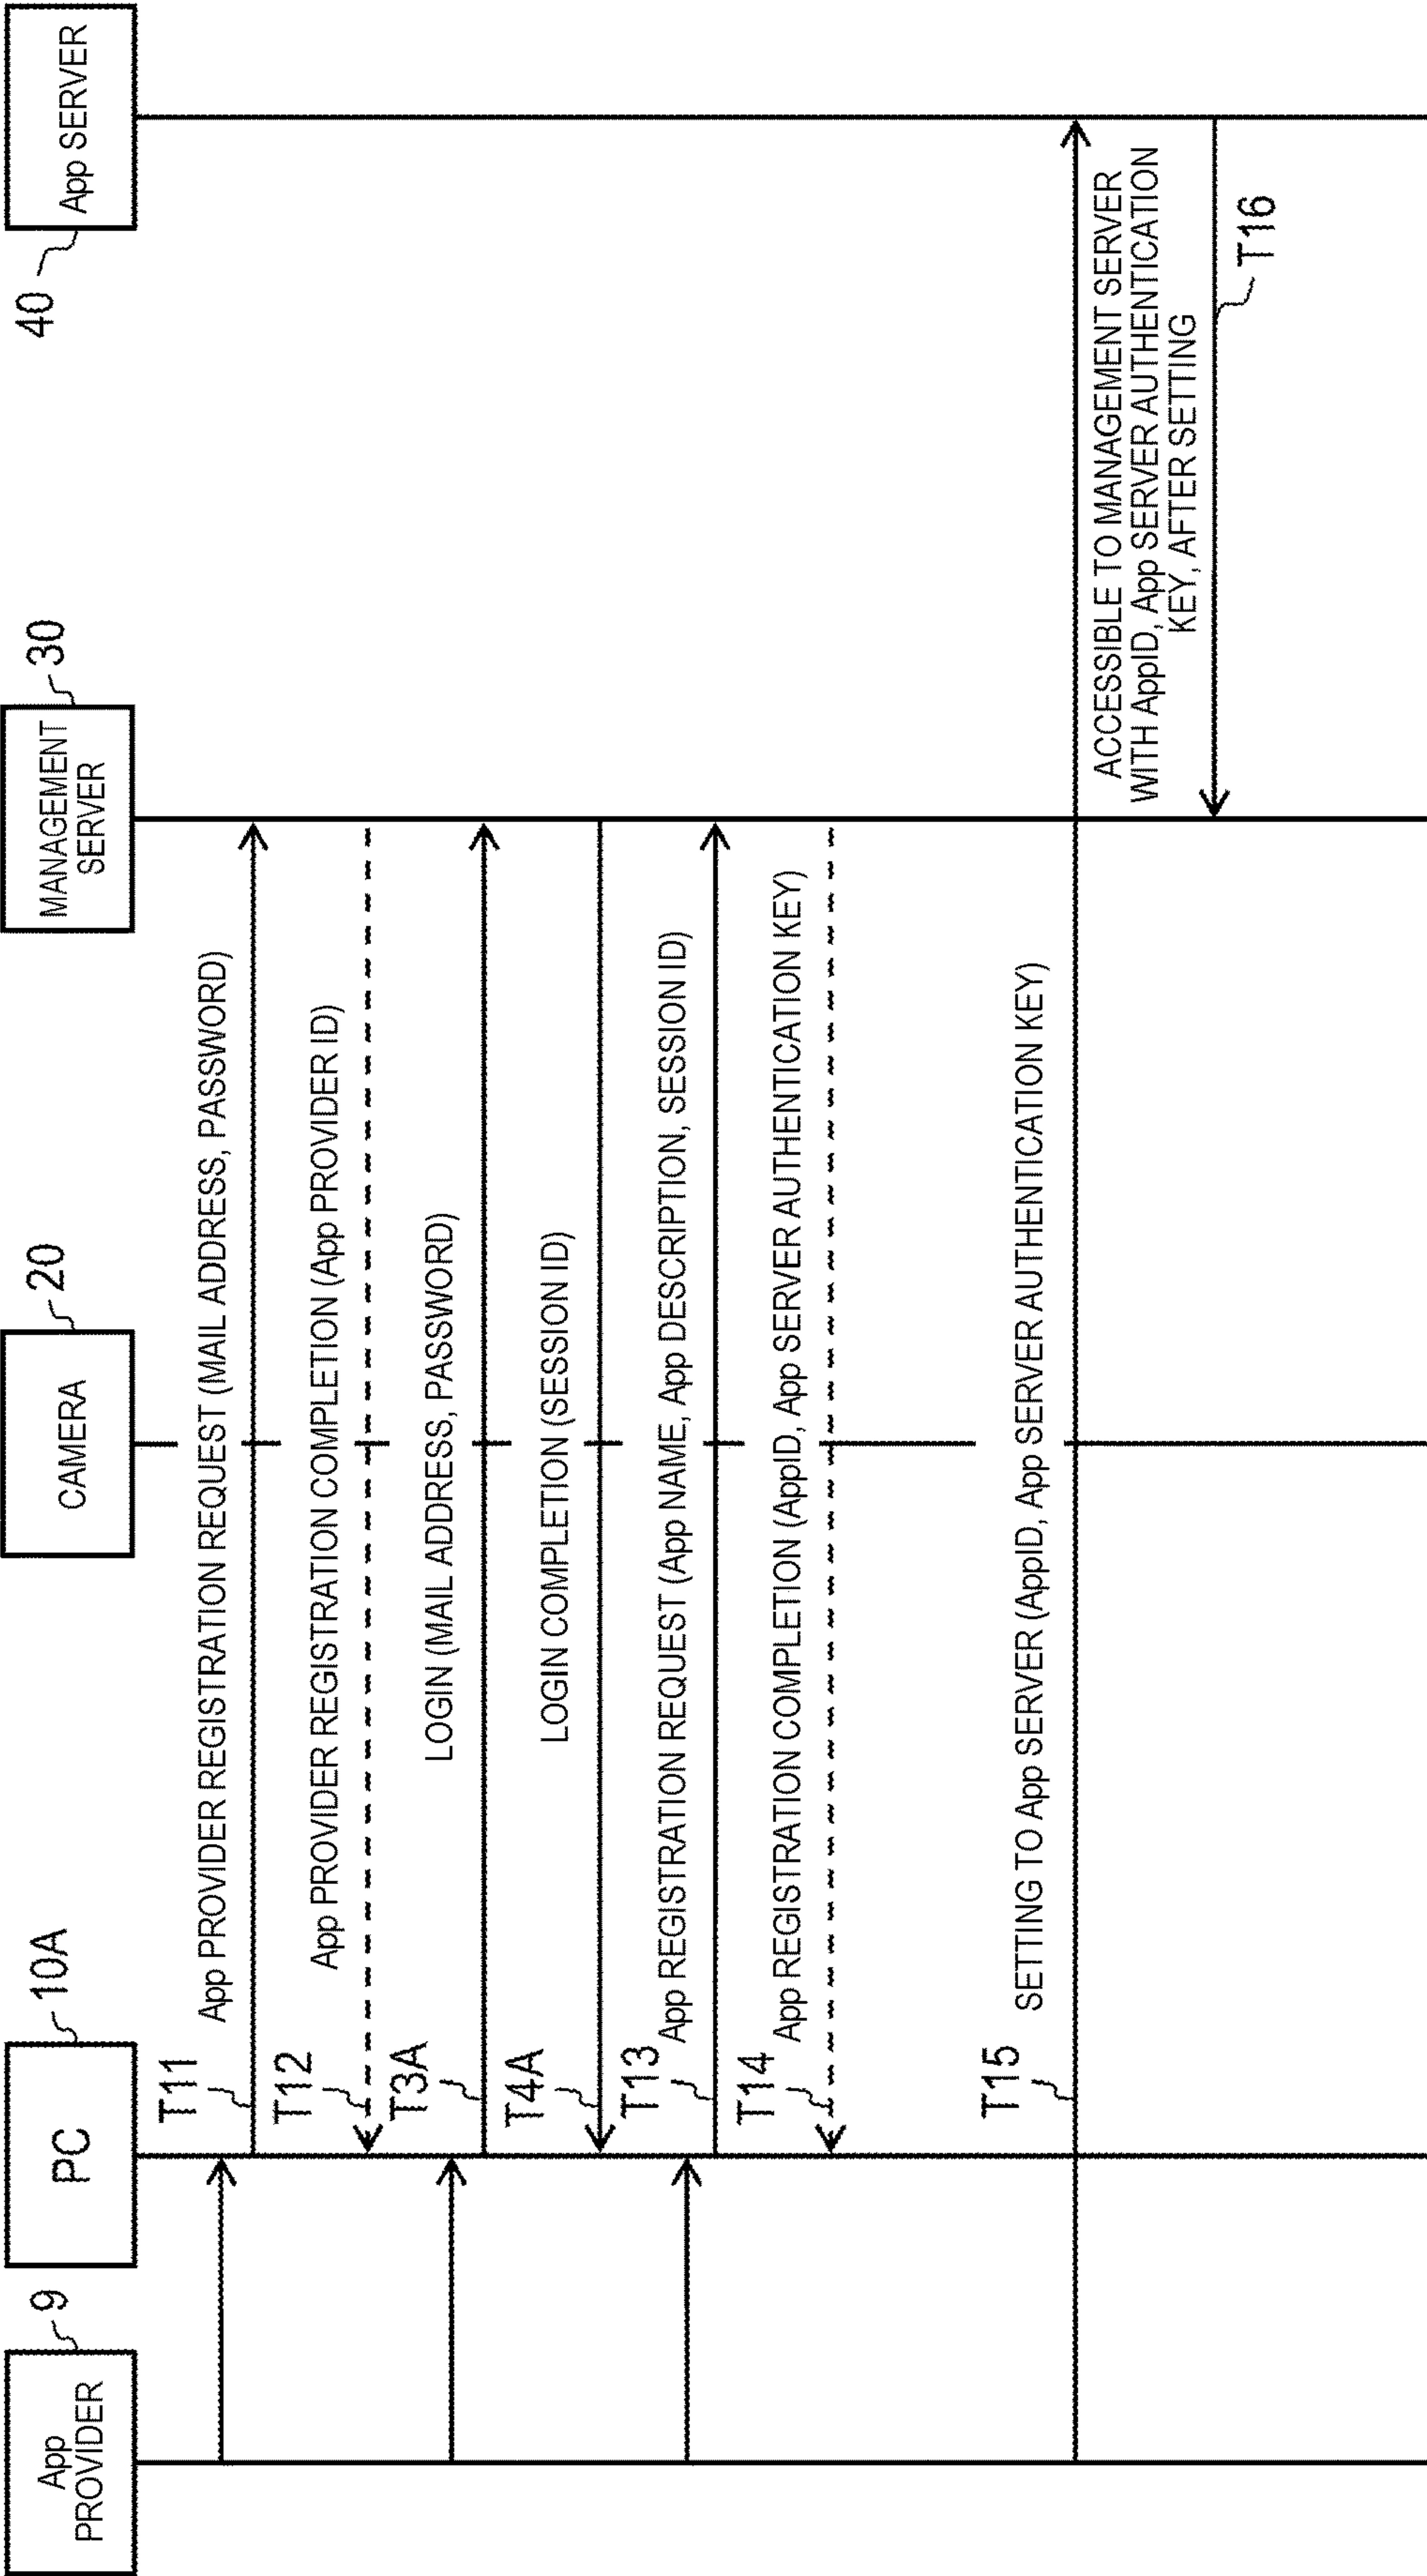 App
PROVIDER
9
PC
10A
CAMERA
20
MANAGEMENT
SERVER
30
App SERVER
40
T11
App PROVIDER REGISTRATION REQUEST (MAIL ADDRESS, PASSWORD)
T12
App PROVIDER REGISTRATION COMPLETION (App PROVIDER ID)
T3A
LOGIN (MAIL ADDRESS, PASSWORD)
T4A
LOGIN COMPLETION (SESSION ID)
T13
App REGISTRATION REQUEST (App NAME, App DESCRIPTION, SESSION ID)
T14
App REGISTRATION COMPLETION (AppID, App SERVER AUTHENTICATION KEY)
T15
SETTING TO App SERVER (AppID, App SERVER AUTHENTICATION KEY)
ACCESSIBLE TO MANAGEMENT SERVER
WITH AppID, App SERVER AUTHENTICATION
KEY, AFTER SETTING
T16